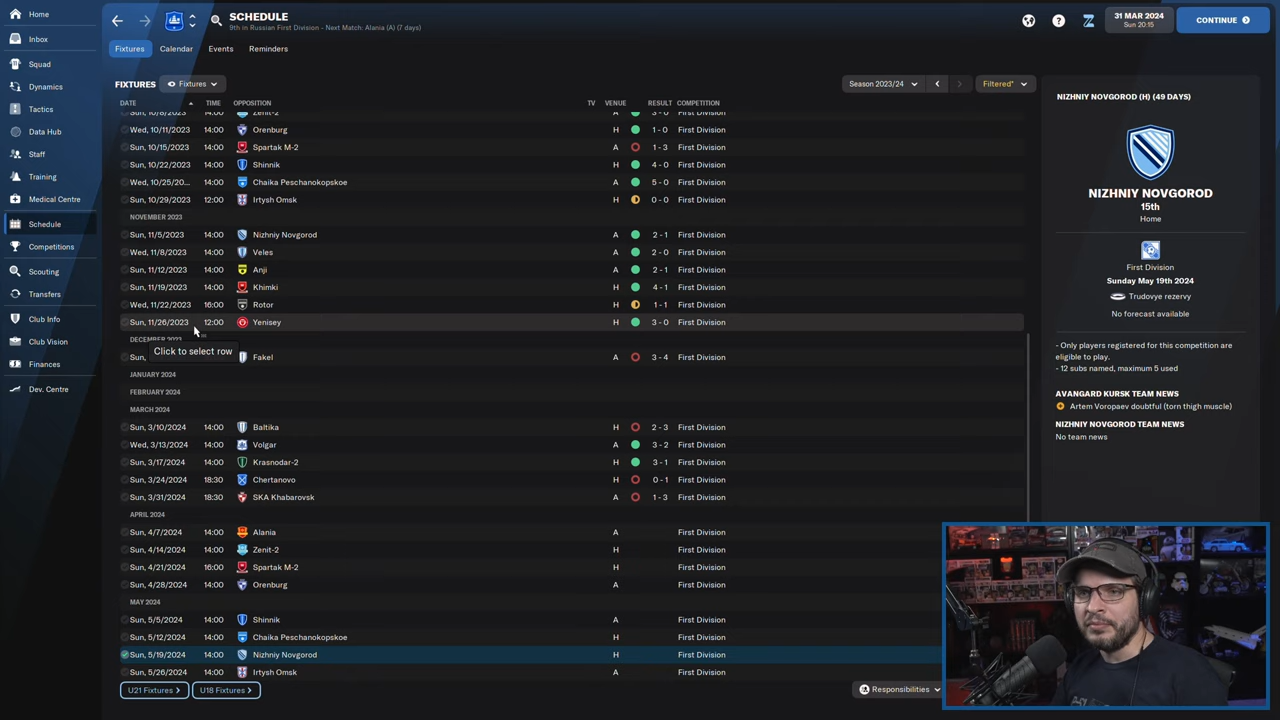 Home
Inbox
Squad
Dynamics
Tactics
Data Hub
Staff
Training
Medical Centre
Schedule
Competitions
Scouting
Transfers
Club Info
Club Vision
Finances
Dev. Centre
SCHEDULE
9th in Russian First Division - Next Match: Alania (A) (7 days)
31 MAR 2024
Sun 20:15
CONTINUE
Fixtures Calendar Events Reminders
FIXTURES Fixtures Season 2023/24 Filtered*
DATE TIME OPPOSITION TV VENUE RESULT COMPETITION
Sun, 10/8/2023 14:00 Zenit-2 A 3 - 0 First Division
Wed, 10/11/2023 14:00 Orenburg H 1 - 0 First Division
Sun, 10/15/2023 14:00 Spartak M-2 A 1 - 3 First Division
Sun, 10/22/2023 14:00 Shinnik H 4 - 0 First Division
Wed, 10/25/20... 14:00 Chaika Peschanokopskoe A 5 - 0 First Division
Sun, 10/29/2023 12:00 Irtysh Omsk H 0 - 0 First Division
NOVEMBER 2023
Sun, 11/5/2023 14:00 Nizhniy Novgorod A 2 - 1 First Division
Wed, 11/8/2023 14:00 Veles A 2 - 0 First Division
Sun, 11/12/2023 14:00 Anji A 2 - 1 First Division
Sun, 11/19/2023 14:00 Khimki H 4 - 1 First Division
Wed, 11/22/2023 16:00 Rotor H 1 - 1 First Division
Sun, 11/26/2023 12:00 Yenisey H 3 - 0 First Division
DECEMBER 2023
Click to select row
Sun, Fakel A 3 - 4 First Division
JANUARY 2024
FEBRUARY 2024
MARCH 2024
Sun, 3/10/2024 14:00 Baltika H 2 - 3 First Division
Wed, 3/13/2024 14:00 Volgar A 3 - 2 First Division
Sun, 3/17/2024 14:00 Krasnodar-2 H 3 - 1 First Division
Sun, 3/24/2024 18:30 Chertanovo H 0 - 1 First Division
Sun, 3/31/2024 18:30 SKA Khabarovsk A 1 - 3 First Division
APRIL 2024
Sun, 4/7/2024 14:00 Alania A First Division
Sun, 4/14/2024 14:00 Zenit-2 H First Division
Sun, 4/21/2024 16:00 Spartak M-2 H First Division
Sun, 4/28/2024 14:00 Orenburg A First Division
MAY 2024
Sun, 5/5/2024 14:00 Shinnik A First Division
Sun, 5/12/2024 14:00 Chaika Peschanokopskoe H First Division
Sun, 5/19/2024 14:00 Nizhniy Novgorod H First Division
Sun, 5/26/2024 14:00 Irtysh Omsk A First Division
U21 Fixtures > U18 Fixtures > Responsibilities
NIZHNIY NOVGOROD (H) (49 DAYS)
NIZHNIY NOVGOROD
15th
Home
First Division
Sunday May 19th 2024
Trudovye rezervy
No forecast available
- Only players registered for this competition are
eligible to play.
- 12 subs named, maximum 5 used
AVANGARD KURSK TEAM NEWS
Artem Voropaev doubtful (torn thigh muscle)
NIZHNIY NOVGOROD TEAM NEWS
No team news